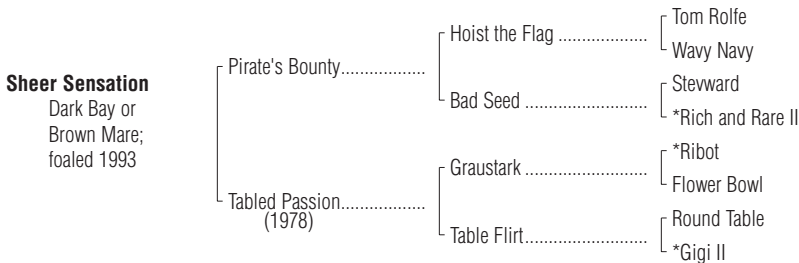 Tom Rolfe
Hoist the Flag ..................
Wavy Navy
Pirate's Bounty..................
Stevward
Bad Seed .........................
*Rich and Rare II
Sheer Sensation
Dark Bay or
Brown Mare;
foaled 1993
*Ribot
Graustark .........................
Flower Bowl
Tabled Passion..................
(1978)
Round Table
Table Flirt.........................
*Gigi II